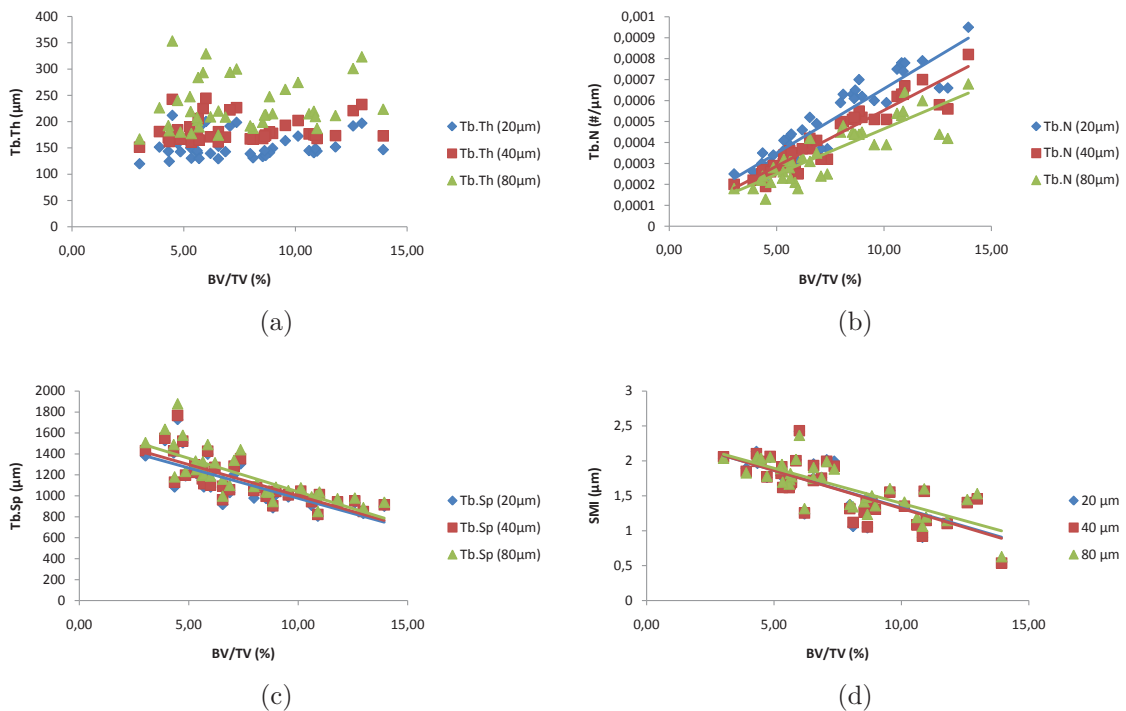 Tb.Th (µm)
400
350
300
250
200
150
100
50
0
0,00
5,00
10,00
15,00
BV/TV (%)
Tb.Th (20µm)
Tb.Th (40µm)
Tb.Th (80µm)
(a)
Tb.N (#/µm)
0,001
0,0009
0,0008
0,0007
0,0006
0,0005
0,0004
0,0003
0,0002
0,0001
0
0,00
5,00
10,00
15,00
BV/TV (%)
Tb.N (20µm)
Tb.N (40µm)
Tb.N (80µm)
(b)
Tb.Sp (µm)
2000
1800
1600
1400
1200
1000
800
600
400
200
0
0,00
5,00
10,00
15,00
BV/TV (%)
Tb.Sp (20µm)
Tb.Sp (40µm)
Tb.Sp (80µm)
(c)
SMI (µm)
3
2,5
2
1,5
1
0,5
0
0,00
5,00
10,00
15,00
BV/TV (%)
20 µm
40 µm
80 µm
(d)